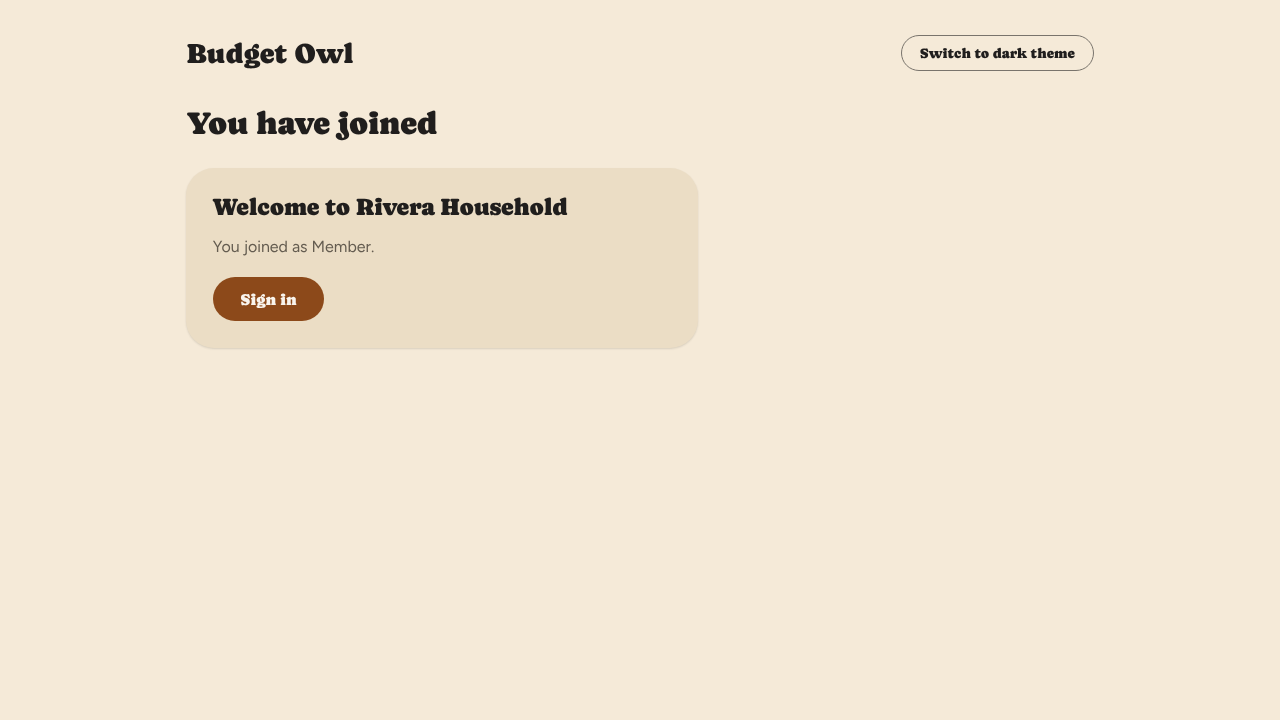 Budget Owl
Switch to dark theme
You have joined
Welcome to Rivera Household
You joined as Member.
Sign in